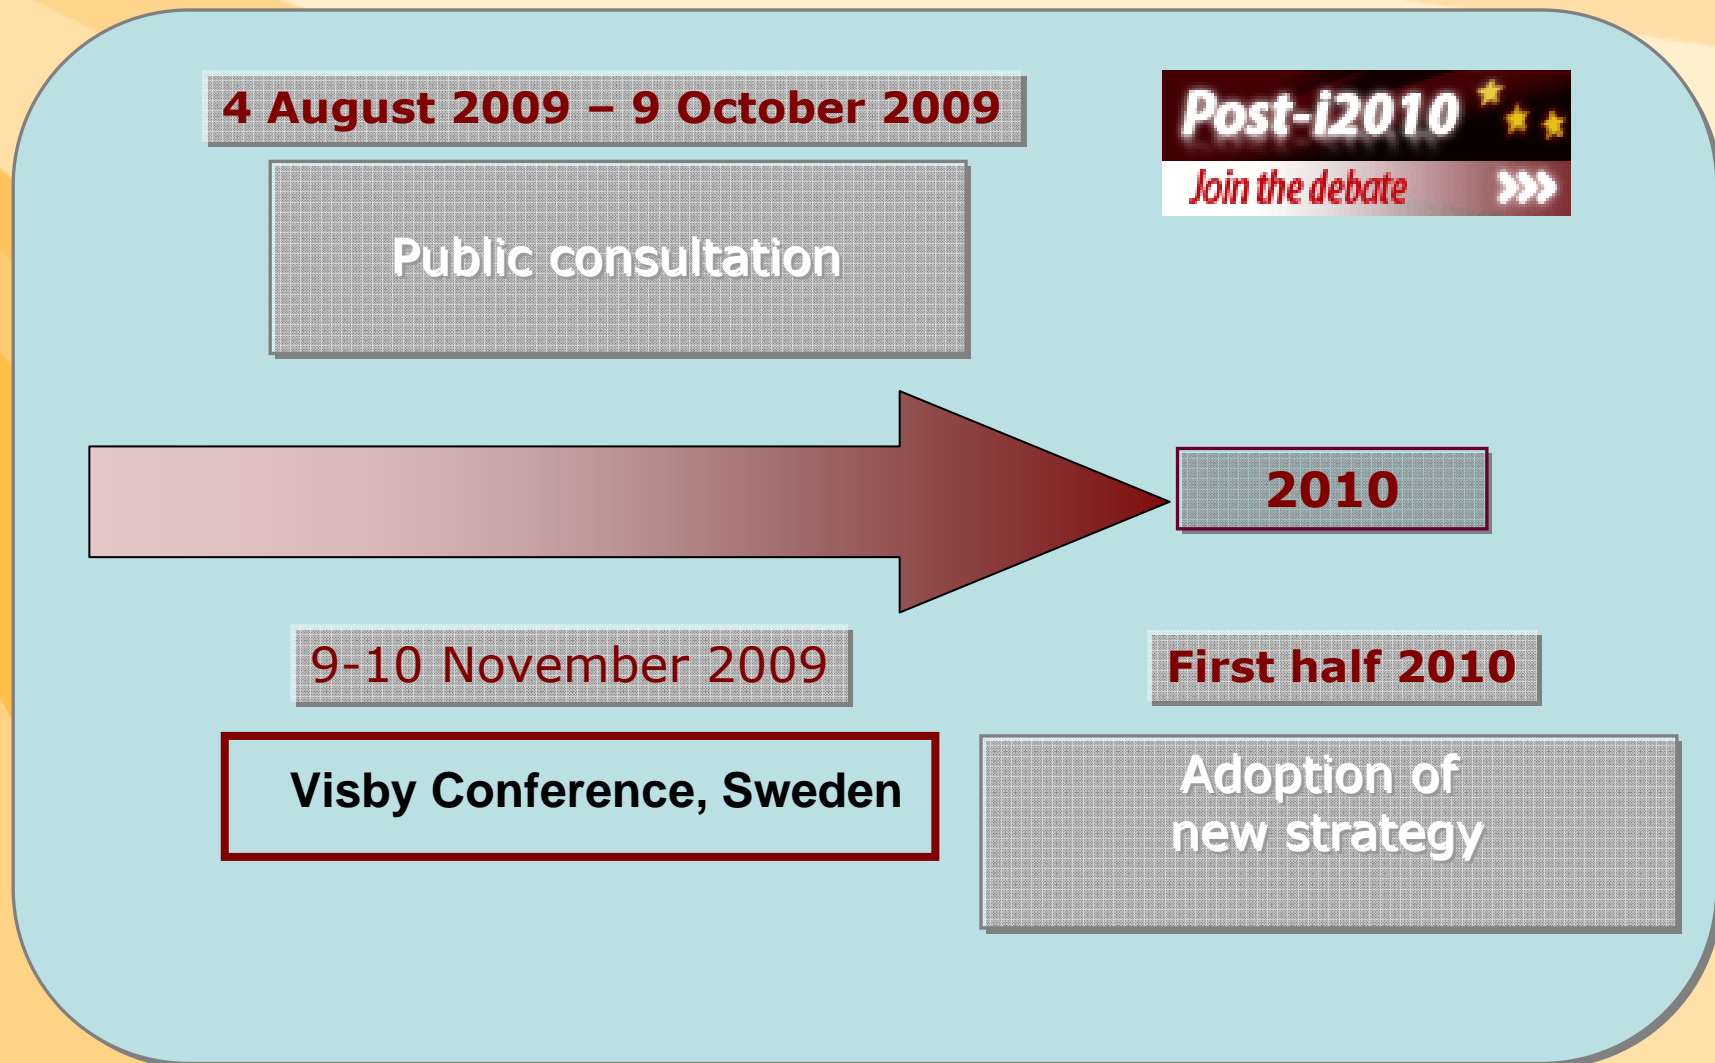 4 August 2009 – 9 October 2009
Post-i2010
Join the debate
Public consultation
2010
9-10 November 2009
First half 2010
Visby Conference, Sweden
Adoption of
new strategy